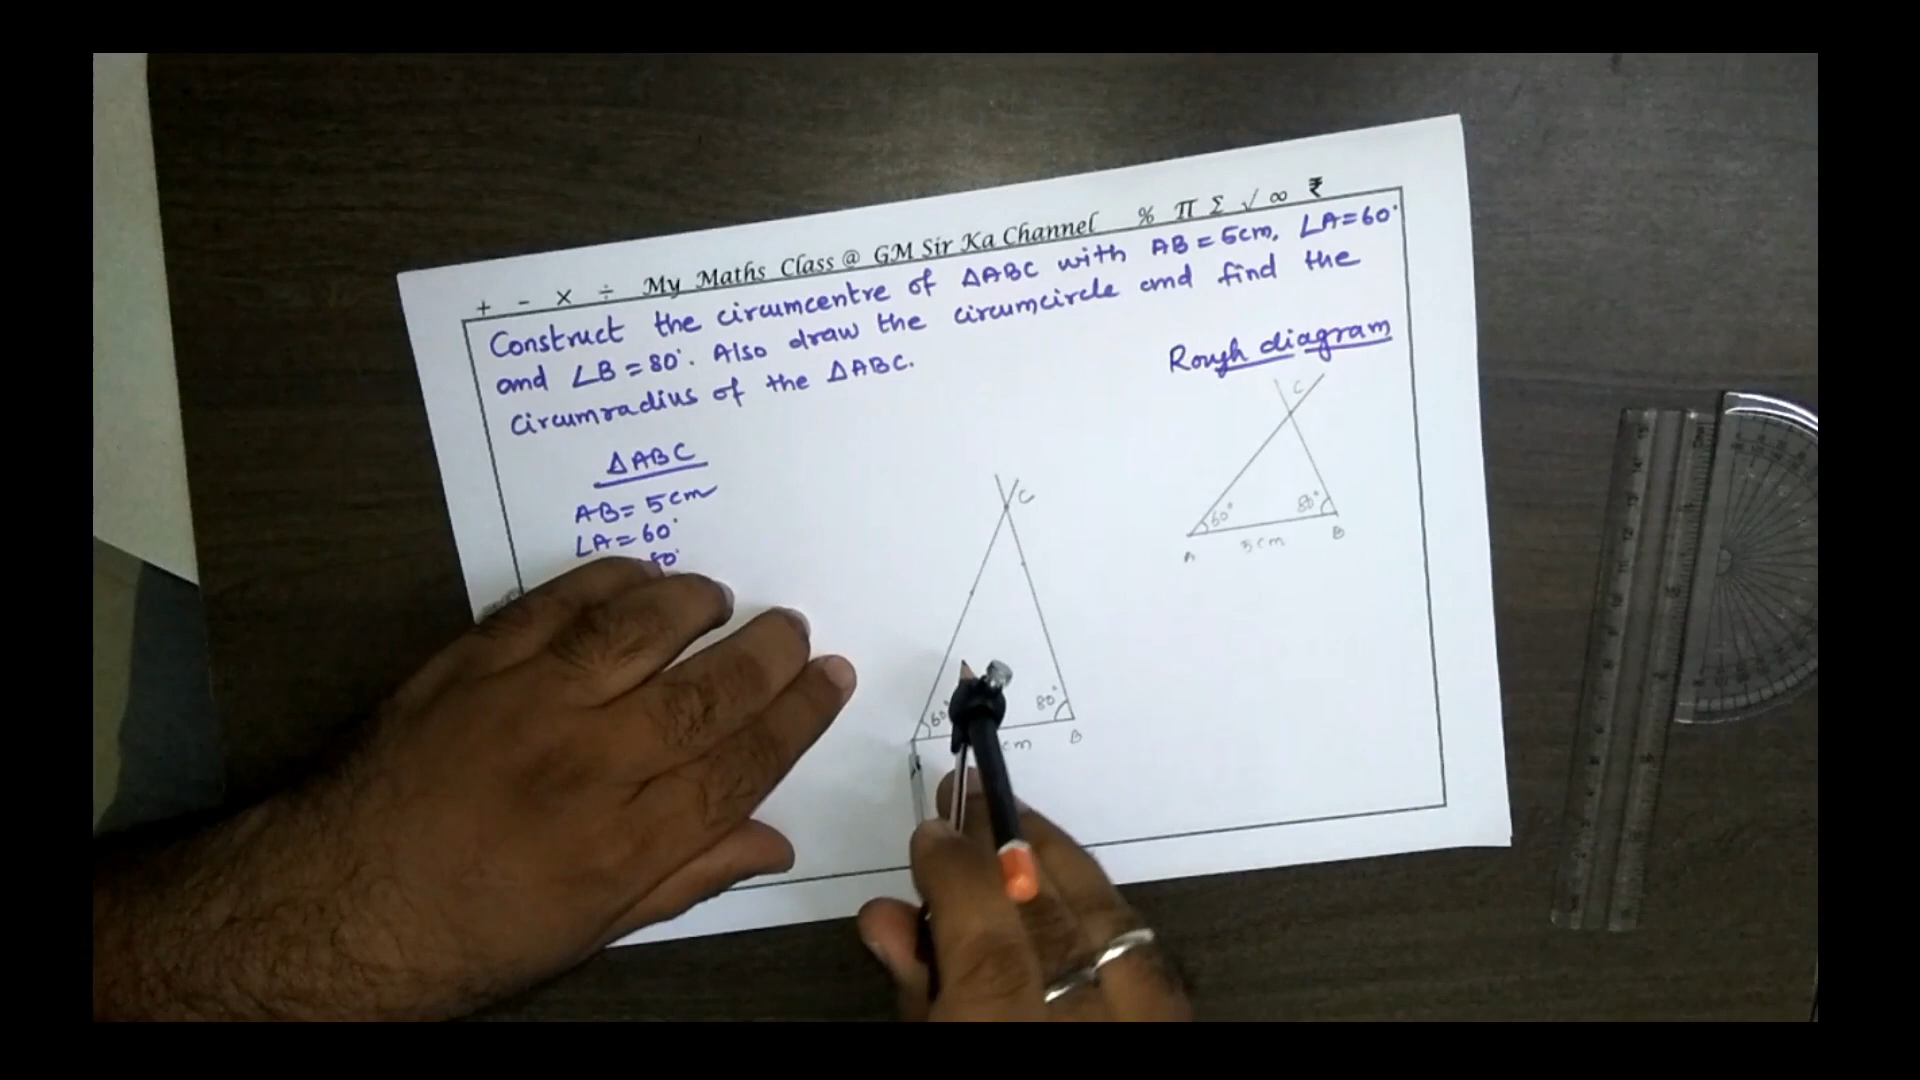 + - × ÷ My Maths Class @ GM Sir Ka Channel % Π Σ √ ∞ ₹
Construct the circumcentre of ΔABC with AB = 5cm, ∠A = 60°
and ∠B = 80°. Also draw the circumcircle and find the
circumradius of the ΔABC.
Rough diagram
ΔABC
AB = 5cm
∠A = 60°
80°
C
60°
80°
cm
B
C
60°
80°
A
5cm
B